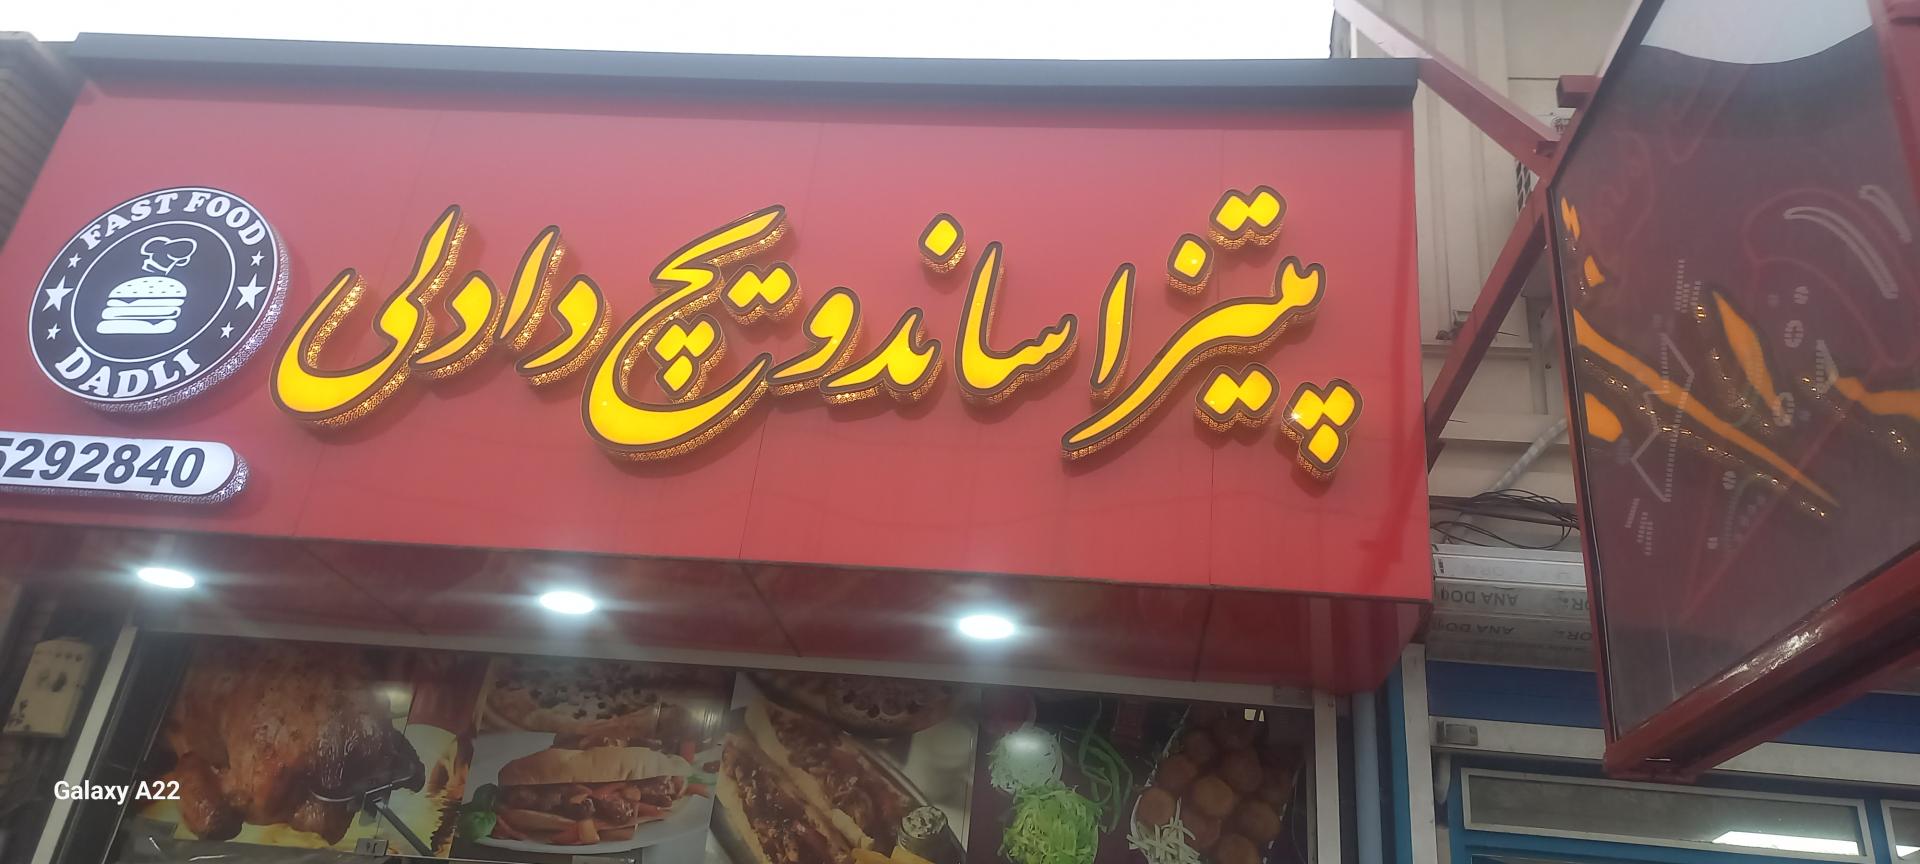 پیتزا ساندویچ دادلی
FAST FOOD
DADLI
5292840
Galaxy A22